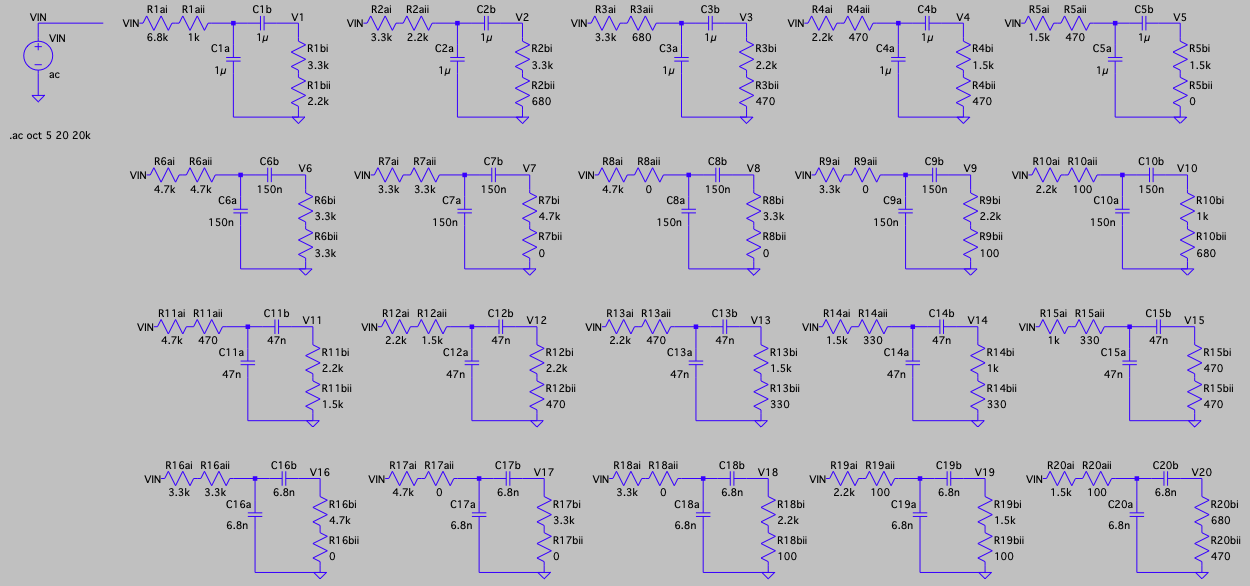 VIN
VIN
ac
.ac oct 5 20 20k
VIN R1ai R1aii C1b V1
6.8k 1k 1µ
C1a
1µ
R1bi
3.3k
R1bii
2.2k
VIN R2ai R2aii C2b V2
3.3k 2.2k 1µ
C2a
1µ
R2bi
3.3k
R2bii
680
VIN R3ai R3aii C3b V3
3.3k 680 1µ
C3a
1µ
R3bi
2.2k
R3bii
470
VIN R4ai R4aii C4b V4
2.2k 470 1µ
C4a
1µ
R4bi
1.5k
R4bii
470
VIN R5ai R5aii C5b V5
1.5k 470 1µ
C5a
1µ
R5bi
1.5k
R5bii
0
VIN R6ai R6aii C6b V6
4.7k 4.7k 150n
C6a
150n
R6bi
3.3k
R6bii
3.3k
VIN R7ai R7aii C7b V7
3.3k 3.3k 150n
C7a
150n
R7bi
4.7k
R7bii
0
VIN R8ai R8aii C8b V8
4.7k 0 150n
C8a
150n
R8bi
3.3k
R8bii
0
VIN R9ai R9aii C9b V9
3.3k 0 150n
C9a
150n
R9bi
2.2k
R9bii
100
VIN R10ai R10aii C10b V10
2.2k 100 150n
C10a
150n
R10bi
1k
R10bii
680
VIN R11ai R11aii C11b V11
4.7k 470 47n
C11a
47n
R11bi
2.2k
R11bii
1.5k
VIN R12ai R12aii C12b V12
2.2k 1.5k 47n
C12a
47n
R12bi
2.2k
R12bii
470
VIN R13ai R13aii C13b V13
2.2k 470 47n
C13a
47n
R13bi
1.5k
R13bii
330
VIN R14ai R14aii C14b V14
1.5k 330 47n
C14a
47n
R14bi
1k
R14bii
330
VIN R15ai R15aii C15b V15
1k 330 47n
C15a
47n
R15bi
470
R15bii
470
VIN R16ai R16aii C16b V16
3.3k 3.3k 6.8n
C16a
6.8n
R16bi
4.7k
R16bii
0
VIN R17ai R17aii C17b V17
4.7k 0 6.8n
C17a
6.8n
R17bi
3.3k
R17bii
0
VIN R18ai R18aii C18b V18
3.3k 0 6.8n
C18a
6.8n
R18bi
2.2k
R18bii
100
VIN R19ai R19aii C19b V19
2.2k 100 6.8n
C19a
6.8n
R19bi
1.5k
R19bii
100
VIN R20ai R20aii C20b V20
1.5k 100 6.8n
C20a
6.8n
R20bi
680
R20bii
470